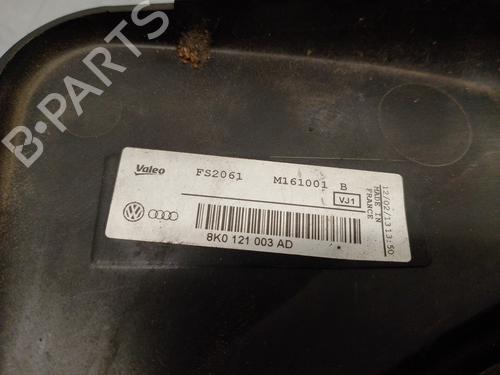 B-PARTS
Valeo FS2061 M161001 B
VJ1
8K0 121 003 AD
MADE IN
FRANCE
12/02/13 13:50